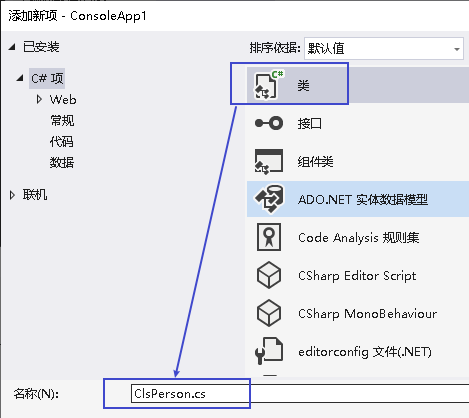 添加新项 - ConsoleApp1
已安装
排序依据: 默认值
C# 项
Web
常规
代码
数据
联机
C#
类
接口
组件类
ADO.NET 实体数据模型
Code Analysis 规则集
CSharp Editor Script
CSharp MonoBehaviour
editorconfig 文件(.NET)
名称(N):
ClsPerson.cs